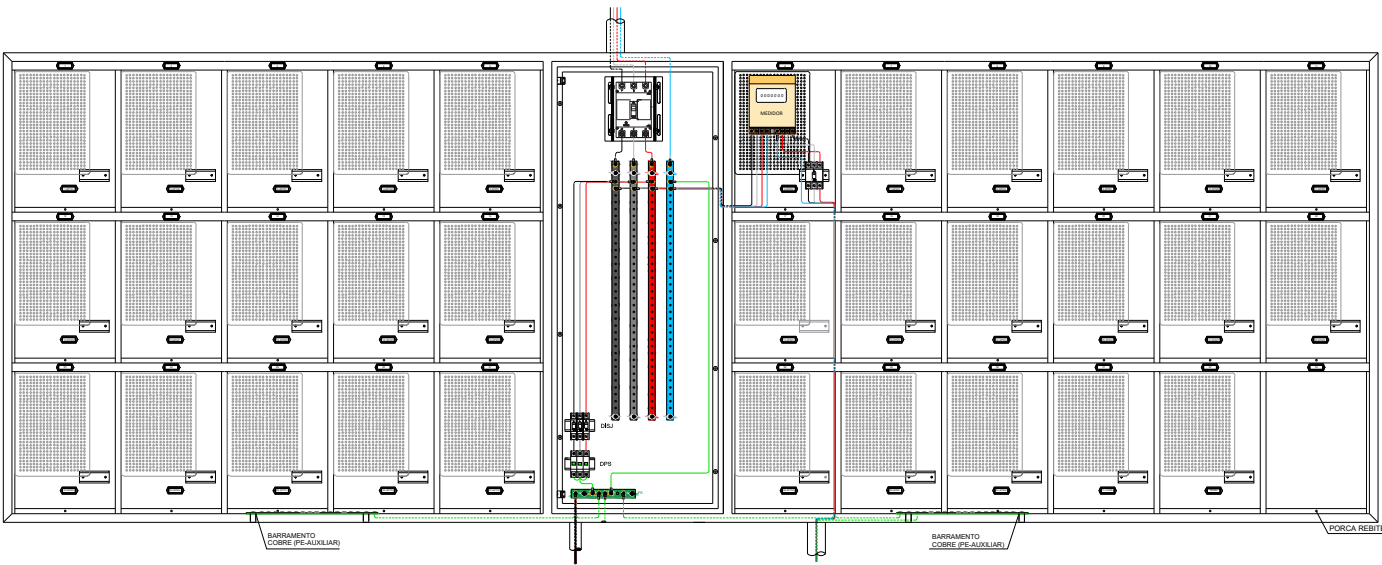 MEDIDOR
DISJ
DPS
BARRAMENTO
COBRE (PE-AUXILIAR)
BARRAMENTO
COBRE (PE-AUXILIAR)
PORCA REBITE